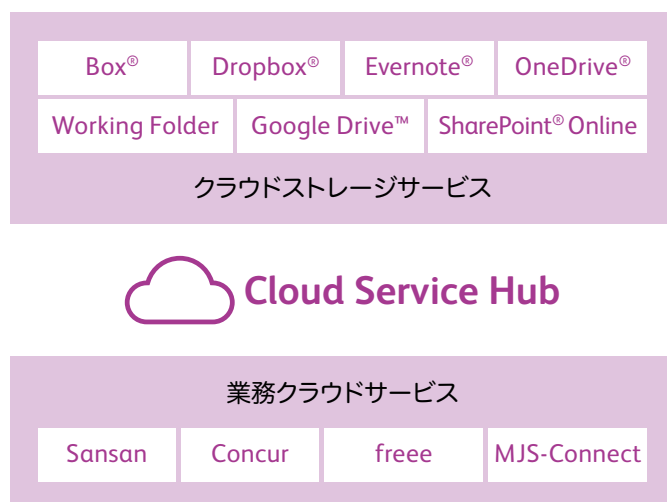 Box® Dropbox® Evernote® OneDrive®
Working Folder Google Drive™ SharePoint® Online
クラウドストレージサービス
Cloud Service Hub
業務クラウドサービス
Sansan Concur freee MJS-Connect